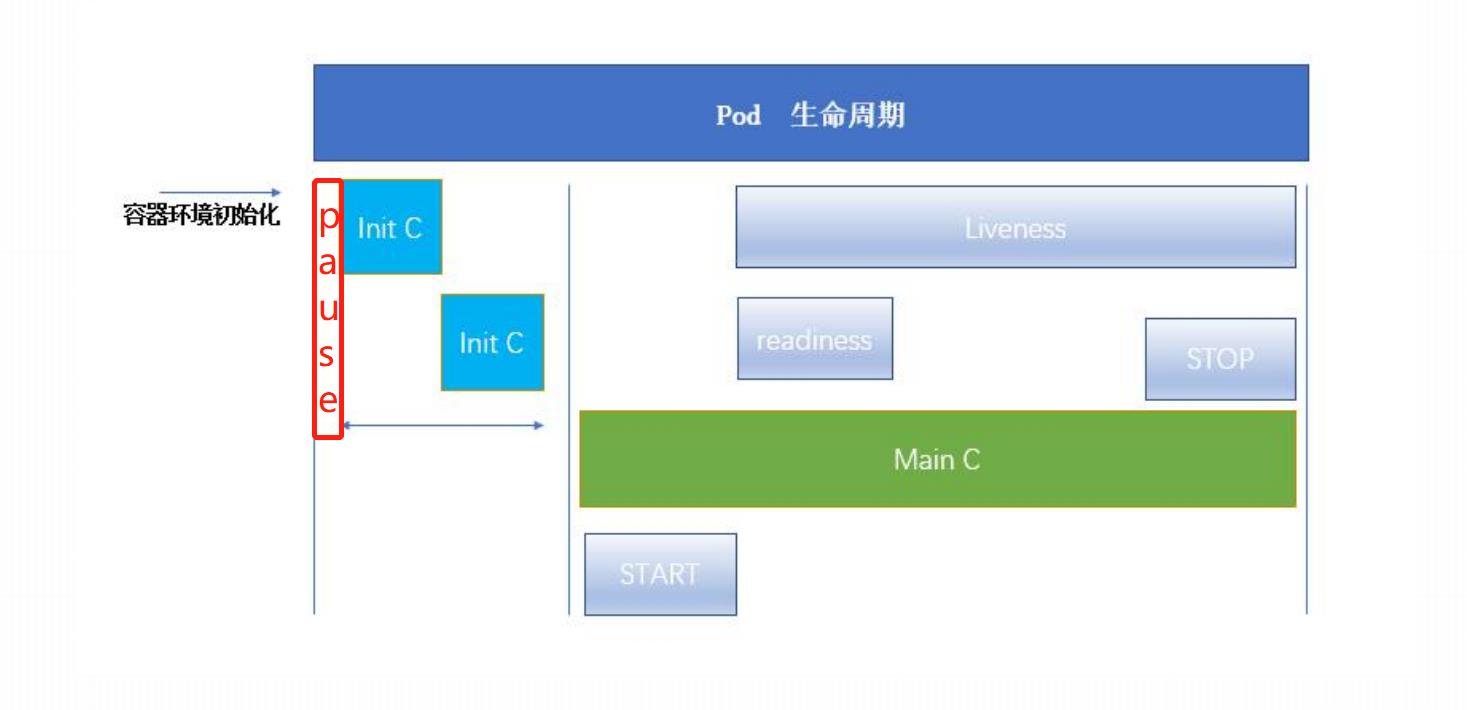 Pod 生命周期
容器环境初始化
pause
Init C
Liveness
Init C
readiness
STOP
Main C
START